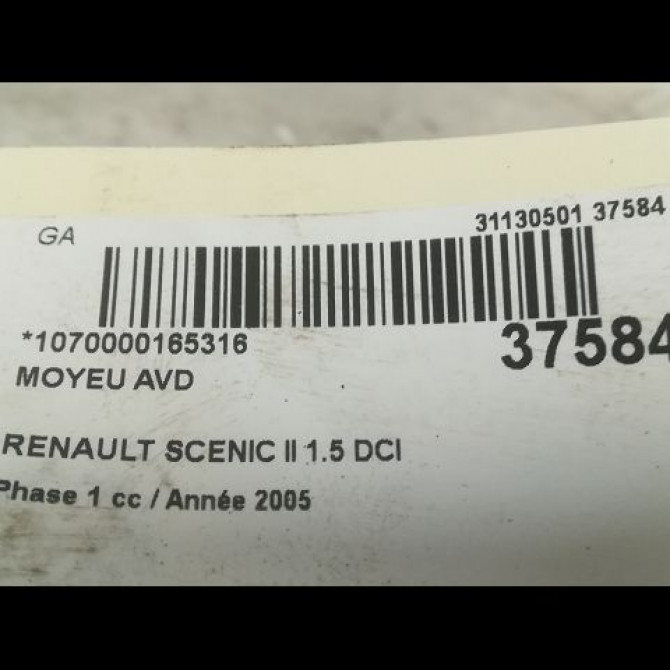 GA
31130501 37584
*1070000165316
37584
MOYEU AVD
RENAULT SCENIC II 1.5 DCI
Phase 1 cc / Année 2005